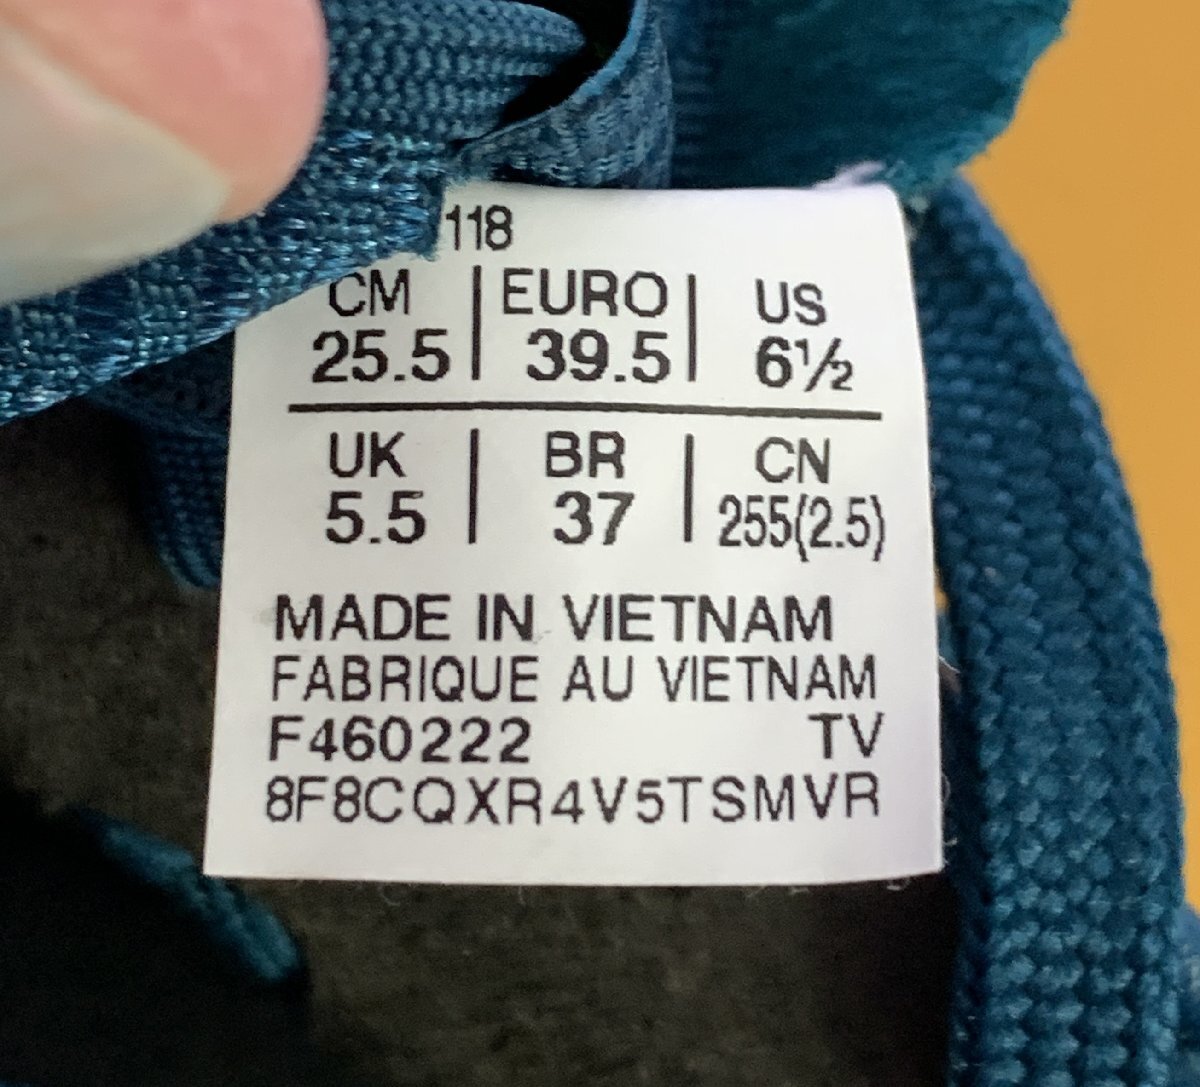 118
CM | EURO | US
25.5 | 39.5 | 6½
UK | BR | CN
5.5 | 37 | 255(2.5)
MADE IN VIETNAM
FABRIQUE AU VIETNAM
F460222 TV
8F8CQXR4V5TSMVR